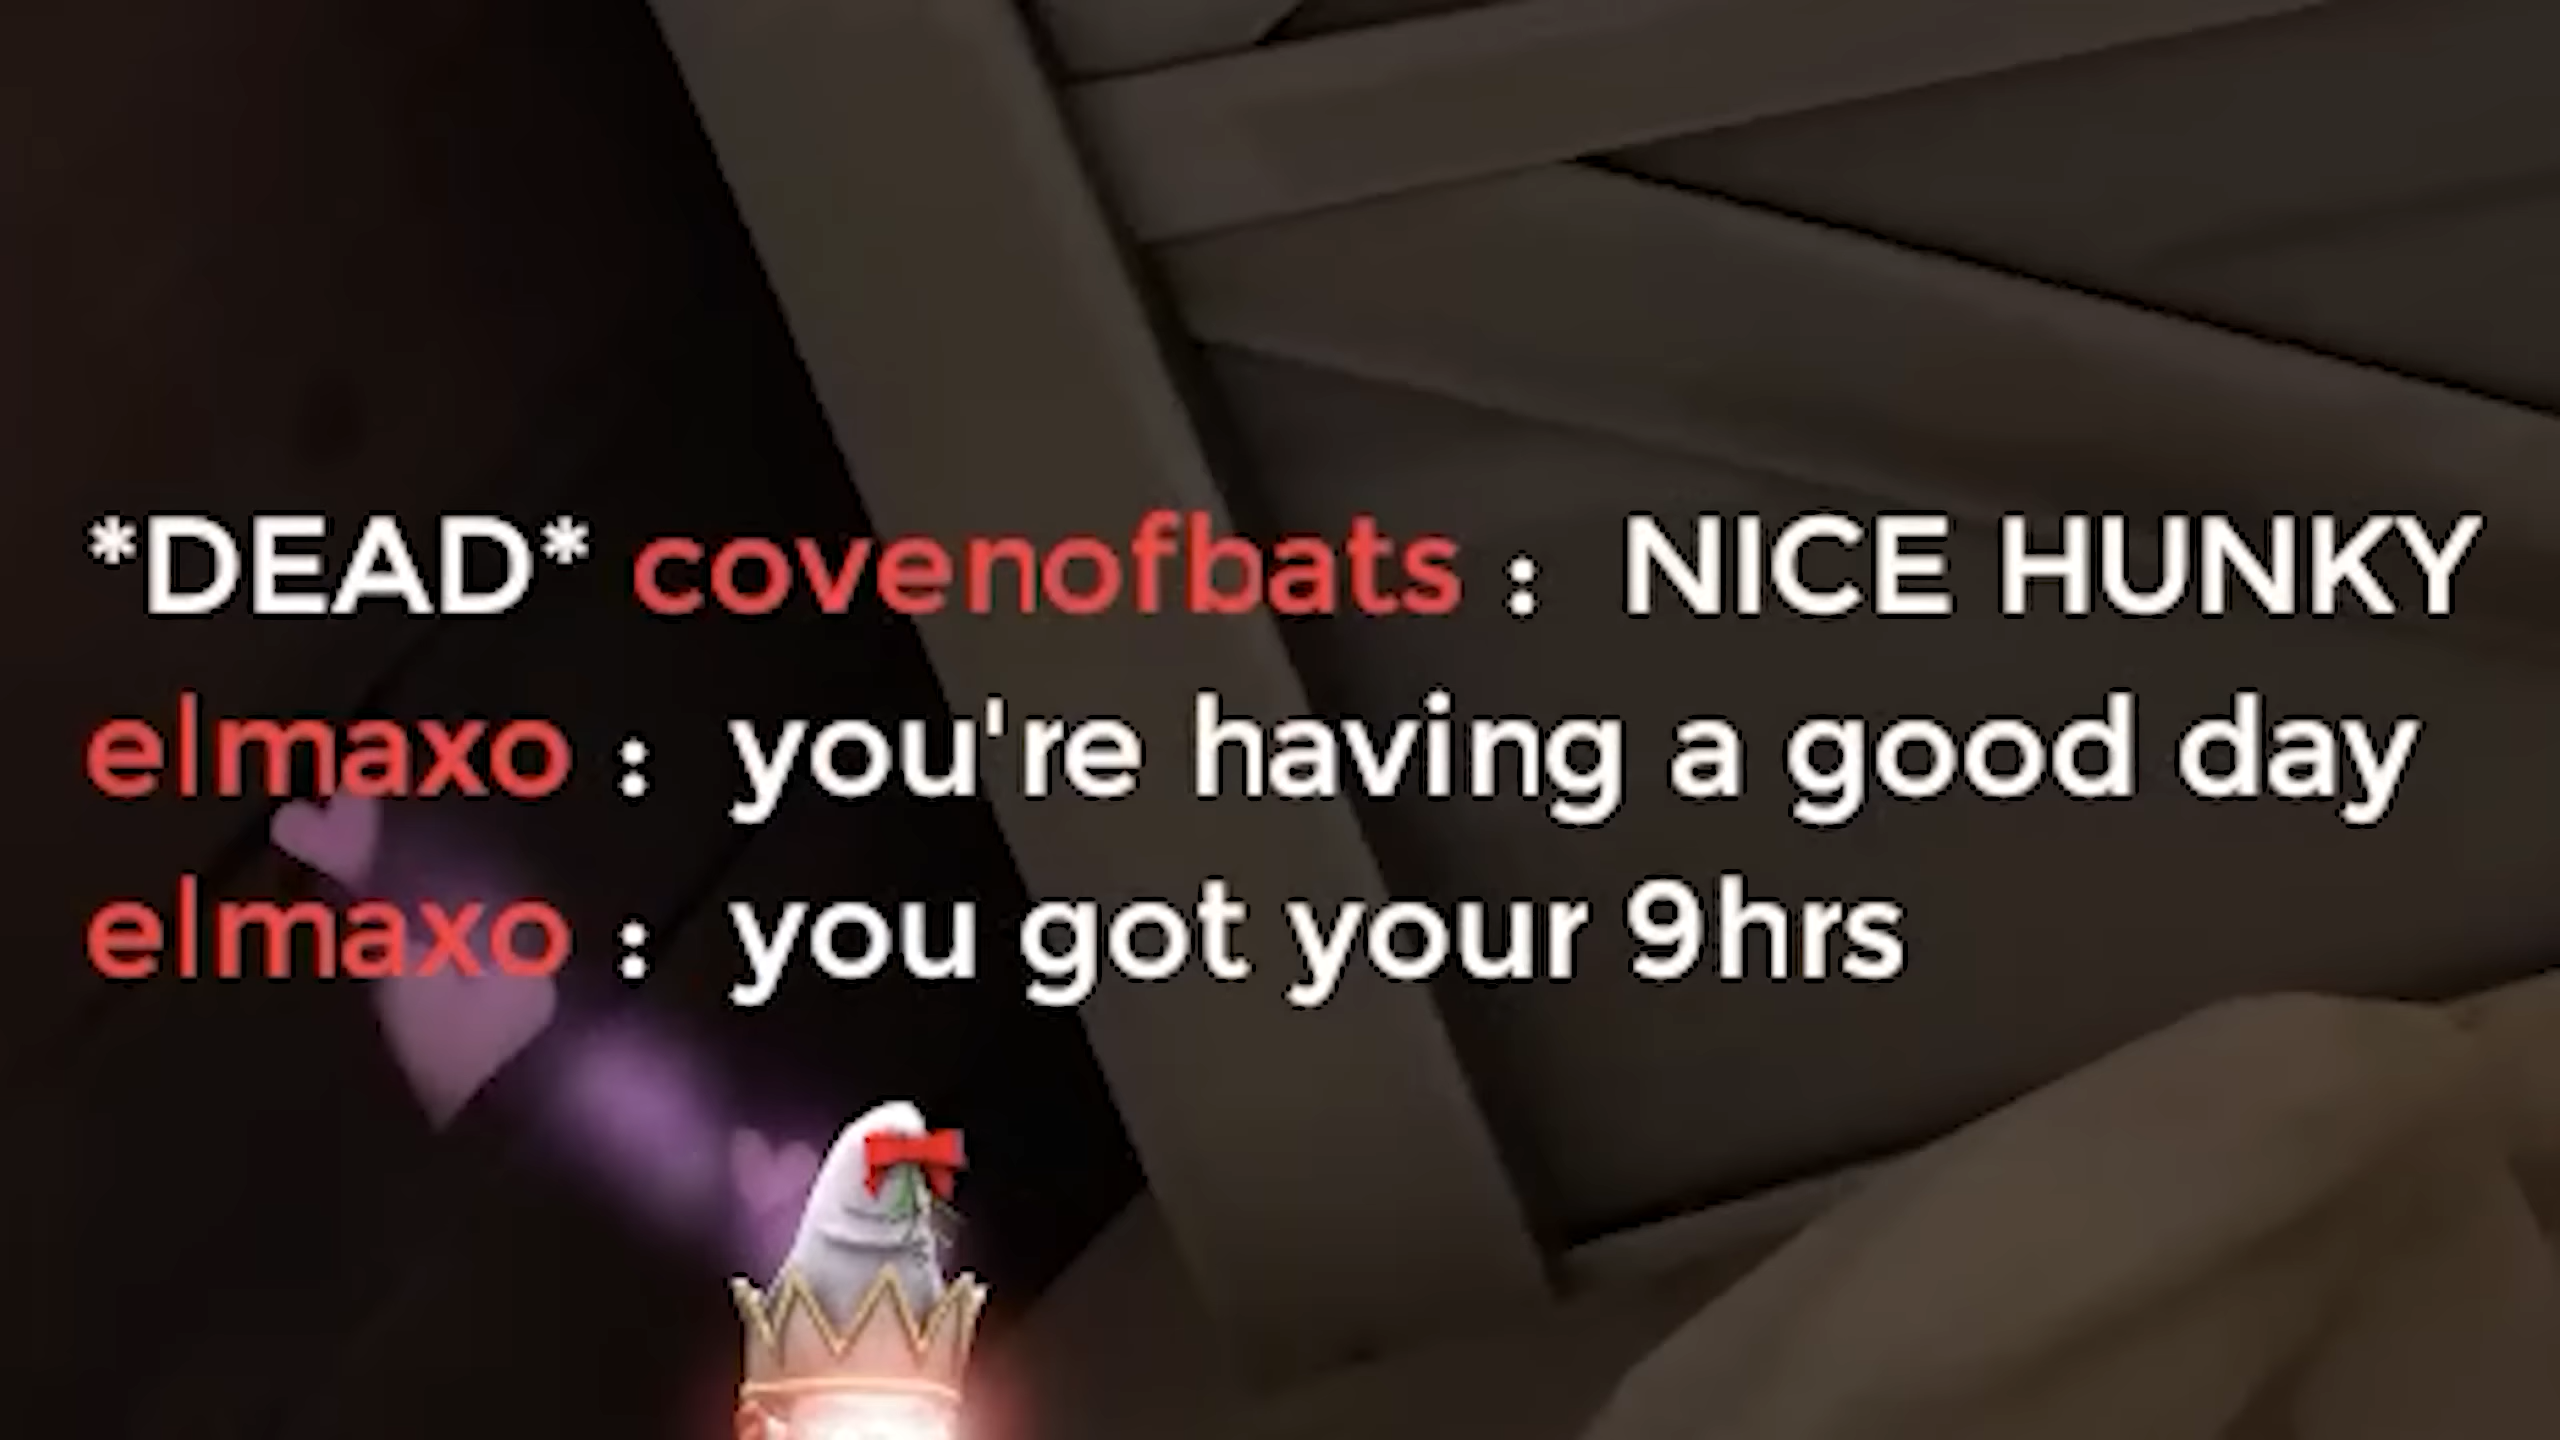 *DEAD* covenofbats :  NICE HUNKY
elmaxo :  you're having a good day
elmaxo :  you got your 9hrs